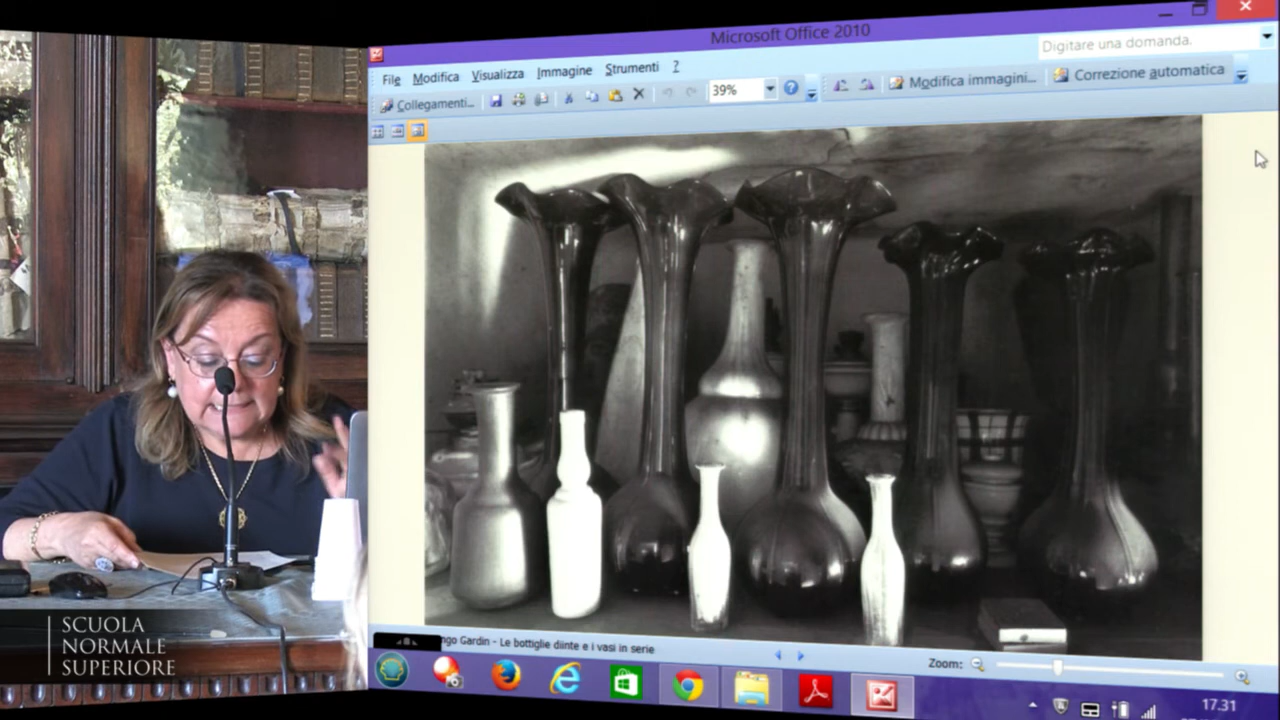 Microsoft Office 2010
Digitare una domanda.
File Modifica Visualizza Immagine Strumenti ?
Collegamenti... 39% Modifica immagini... Correzione automatica
ngo Gardin - Le bottiglie diinte e i vasi in serie
Zoom:
17.31
SCUOLA
NORMALE
SUPERIORE